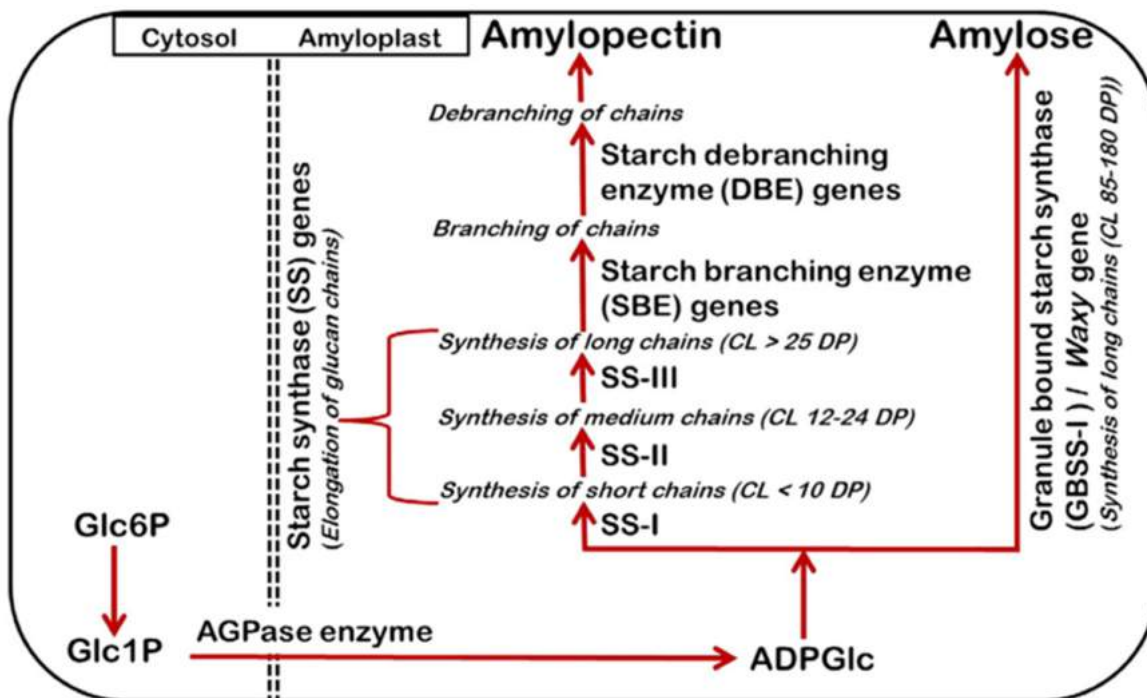 Cytosol
Amyloplast
Amylopectin
Amylose
Debranching of chains
Starch debranching
enzyme (DBE) genes
Branching of chains
Starch branching enzyme
(SBE) genes
Synthesis of long chains (CL > 25 DP)
SS-III
Synthesis of medium chains (CL 12-24 DP)
SS-II
Synthesis of short chains (CL < 10 DP)
SS-I
Starch synthase (SS) genes
(Elongation of glucan chains)
Granule bound starch synthase
(GBSS-I ) / Waxy gene
(Synthesis of long chains (CL 85-180 DP))
Glc6P
Glc1P
AGPase enzyme
ADPGlc